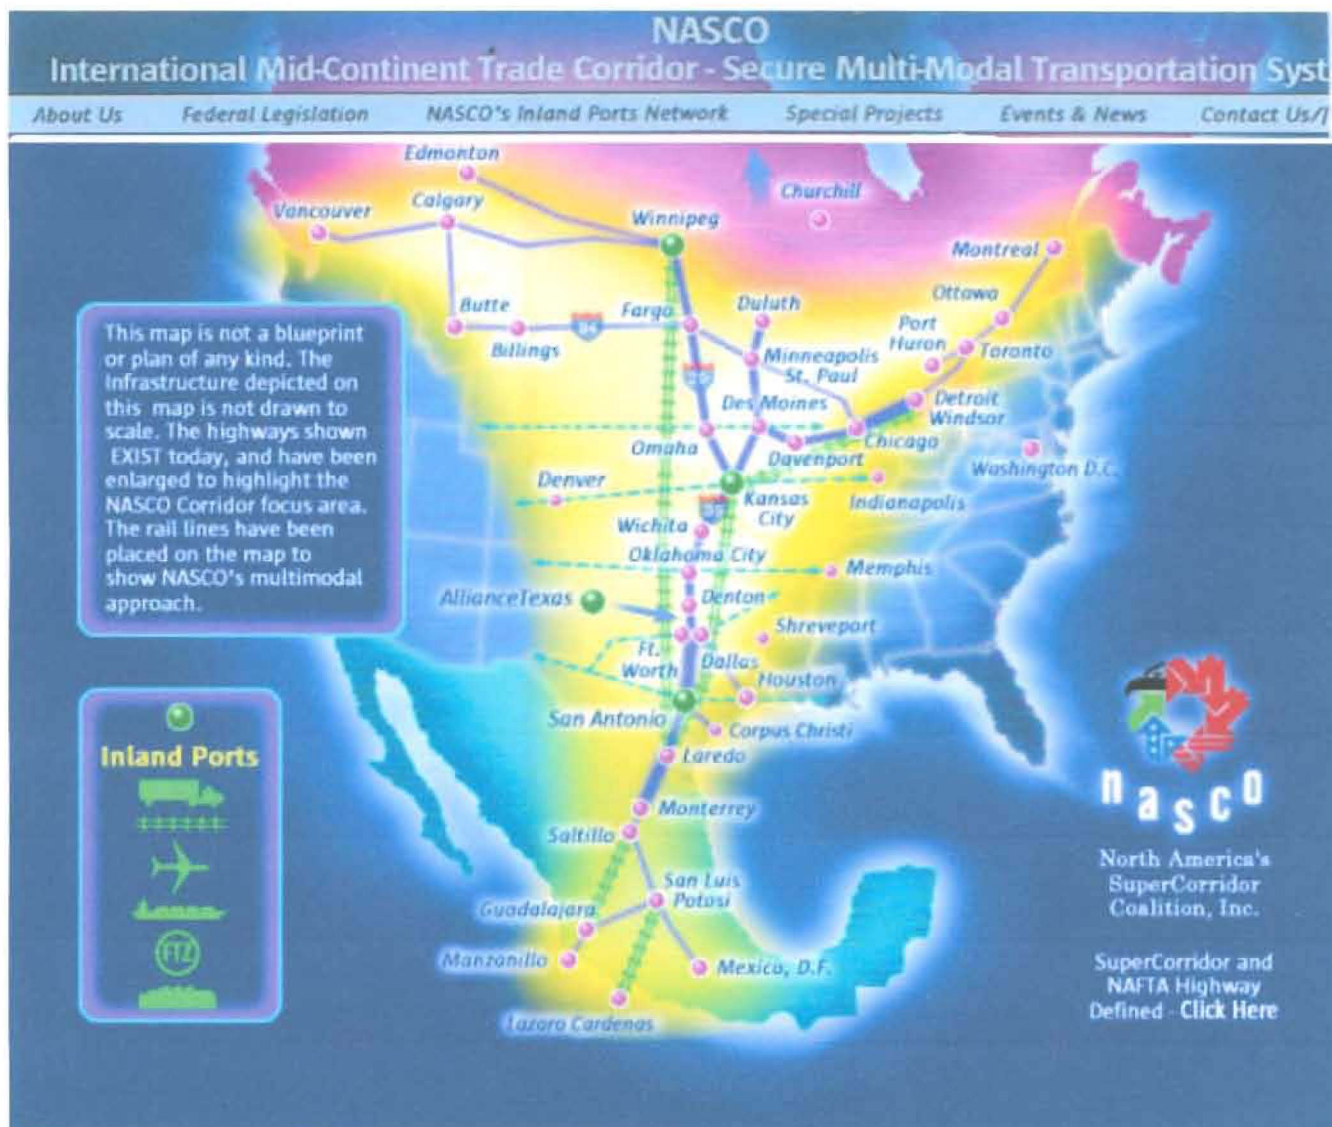 NASCO
International Mid-Continent Trade Corridor - Secure Multi-Modal Transportation Syst
About Us Federal Legislation NASCO's Inland Ports Network Special Projects Events & News Contact Us/
Edmonton
Churchill
Vancouver
Calgary
Winnipeg
Montreal
Ottawa
Butte
Fargo
Duluth
Port
Huron
Toronto
Billings
94
Minneapolis
St. Paul
Des Moines
Detroit
Windsor
Omaha
Davenport
Chicago
Washington D.C.
Denver
Kansas
City
Indianapolis
35
Wichita
Oklahoma City
Memphis
AllianceTexas
Denton
Shreveport
Ft.
Worth
Dallas
Houston
San Antonio
Corpus Christi
Laredo
Monterrey
Saltillo
San Luis
Potosi
Guadalajara
Manzanillo
Mexico, D.F.
Lazaro Cardenas
This map is not a blueprint
or plan of any kind. The
Infrastructure depicted on
this map is not drawn to
scale. The highways shown
EXIST today, and have been
enlarged to highlight the
NASCO Corridor focus area.
The rail lines have been
placed on the map to
show NASCO's multimodal
approach.
Inland Ports
FTZ
nasco
North America's
SuperCorridor
Coalition, Inc.
SuperCorridor and
NAFTA Highway
Defined - Click Here